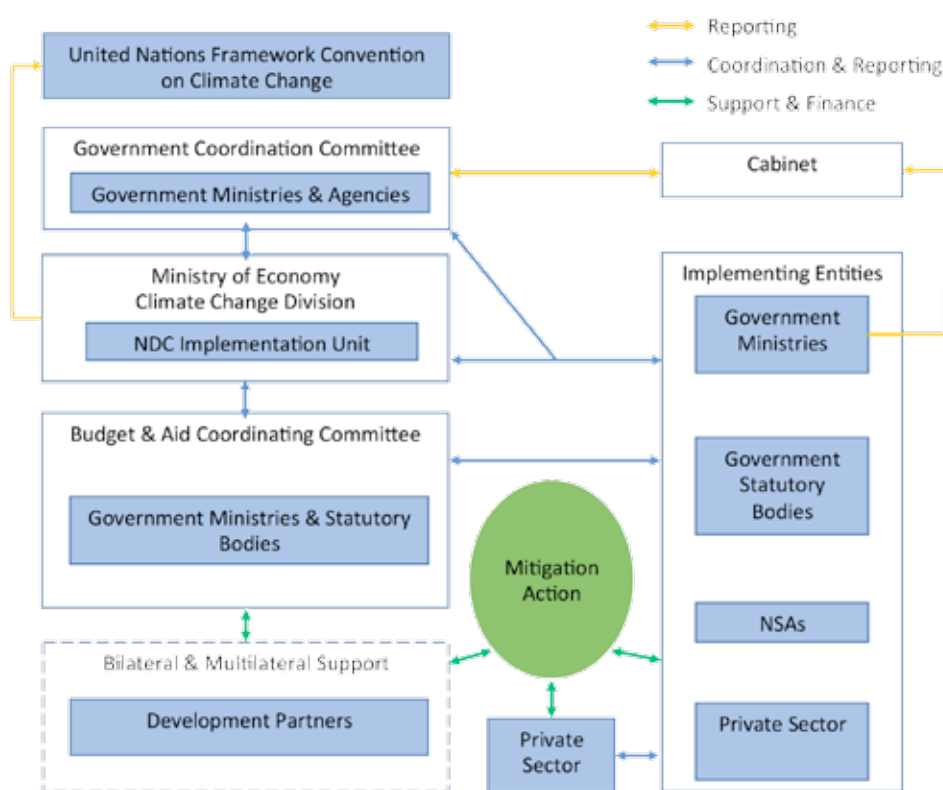 United Nations Framework Convention
on Climate Change
Reporting
Coordination & Reporting
Support & Finance
Government Coordination Committee
Government Ministries & Agencies
Cabinet
Ministry of Economy
Climate Change Division
NDC Implementation Unit
Implementing Entities
Government
Ministries
Budget & Aid Coordinating Committee
Government Ministries & Statutory
Bodies
Government
Statutory
Bodies
Mitigation
Action
NSAs
Bilateral & Multilateral Support
Development Partners
Private
Sector
Private Sector